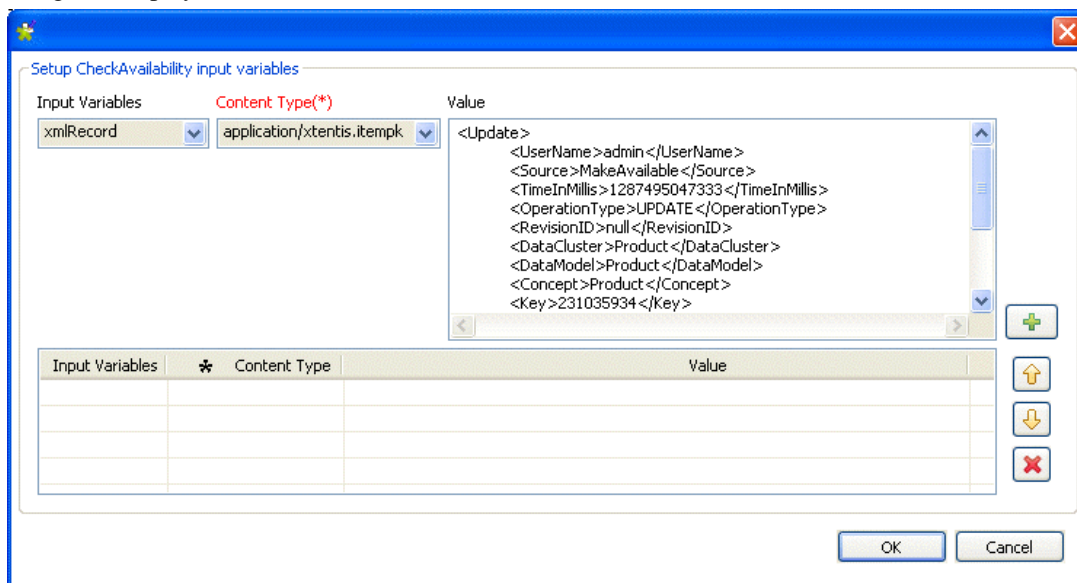 Setup CheckAvailability input variables
Input Variables Content Type(*) Value
xmlRecord application/xtentis.itempk
<Update>
<UserName>admin</UserName>
<Source>MakeAvailable</Source>
<TimeInMillis>1287495047333</TimeInMillis>
<OperationType>UPDATE</OperationType>
<RevisionID>null</RevisionID>
<DataCluster>Product</DataCluster>
<DataModel>Product</DataModel>
<Concept>Product</Concept>
<Key>231035934</Key>
Input Variables Content Type Value
OK Cancel